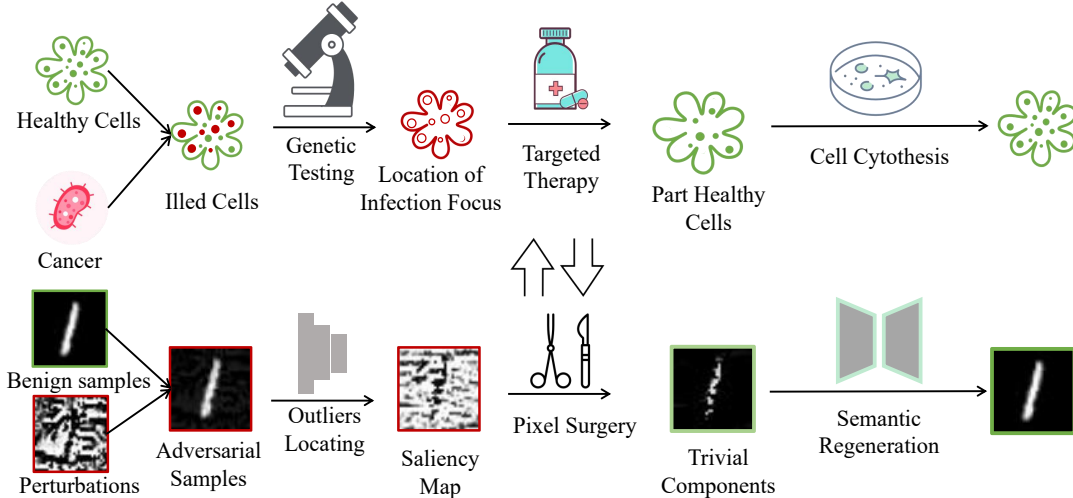 Healthy Cells
Cancer
Illed Cells
Genetic
Testing
Location of
Infection Focus
Targeted
Therapy
Part Healthy
Cells
Cell Cytothesis
Benign samples
Perturbations
Adversarial
Samples
Outliers
Locating
Saliency
Map
Pixel Surgery
Trivial
Components
Semantic
Regeneration